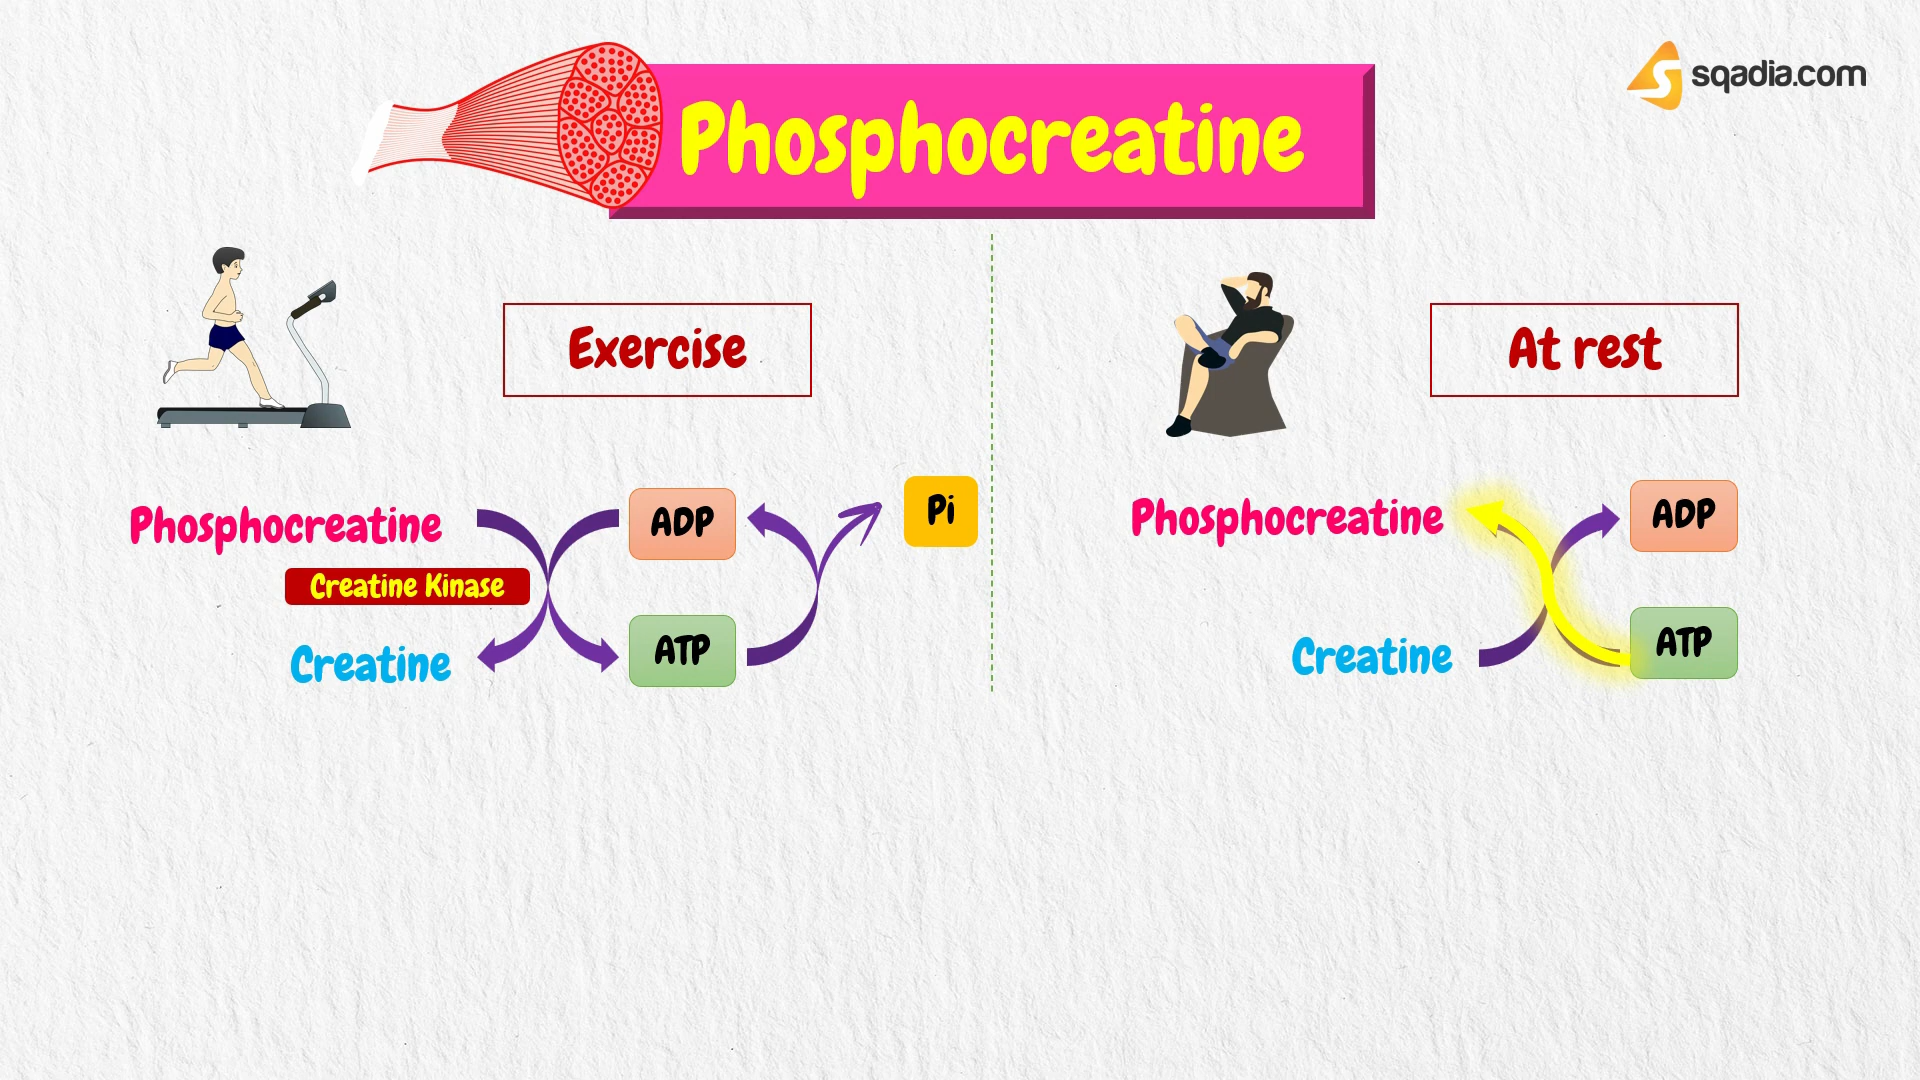 sqadia.com
Phosphocreatine
Exercise
Phosphocreatine
Creatine Kinase
Creatine
ADP
ATP
Pi
At rest
Phosphocreatine
Creatine
ADP
ATP